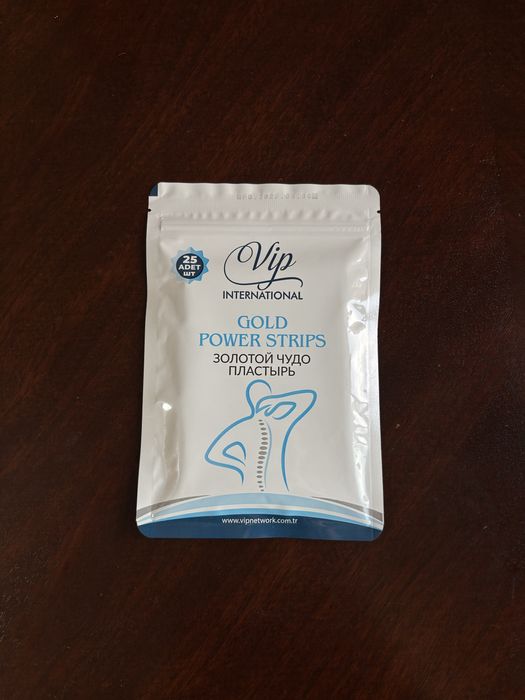 25
ADET
ШТ
Vip
INTERNATIONAL
GOLD
POWER STRIPS
ЗОЛОТОЙ ЧУДО
ПЛАСТЫРЬ
www.vipnetwork.com.tr